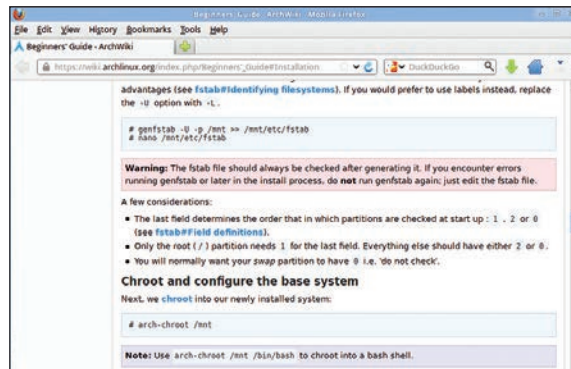 Beginners' Guide - ArchWiki - Mozilla Firefox
File Edit View History Bookmarks Tools Help
Beginners' Guide - ArchWiki
https://wiki.archlinux.org/index.php/Beginners'_Guide#Installation
DuckDuckGo
advantages (see fstab#Identifying filesystems). If you would prefer to use labels instead, replace
the -U option with -L.
# genfstab -U -p /mnt >> /mnt/etc/fstab
# nano /mnt/etc/fstab
Warning: The fstab file should always be checked after generating it. If you encounter errors
running genfstab or later in the install process, do not run genfstab again; just edit the fstab file.
A few considerations:
The last field determines the order that in which partitions are checked at start up: 1 , 2 or 0
(see fstab#Field definitions).
Only the root ( / ) partition needs 1 for the last field. Everything else should have either 2 or 0.
You will normally want your swap partition to have 0 i.e. 'do not check'.
Chroot and configure the base system
Next, we chroot into our newly installed system:
# arch-chroot /mnt
Note: Use arch-chroot /mnt /bin/bash to chroot into a bash shell.